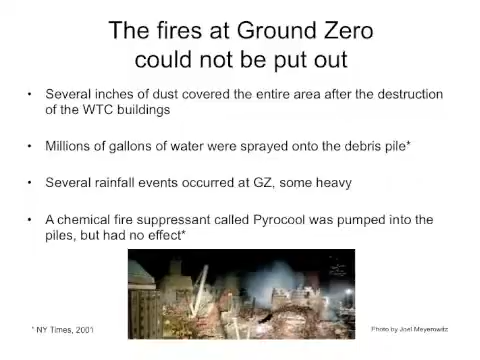 The fires at Ground Zero
could not be put out
• Several inches of dust covered the entire area after the destruction
of the WTC buildings
• Millions of gallons of water were sprayed onto the debris pile*
• Several rainfall events occurred at GZ, some heavy
• A chemical fire suppressant called Pyrocool was pumped into the
piles, but had no effect*
* NY Times, 2001
Photo by Joel Meyerowitz